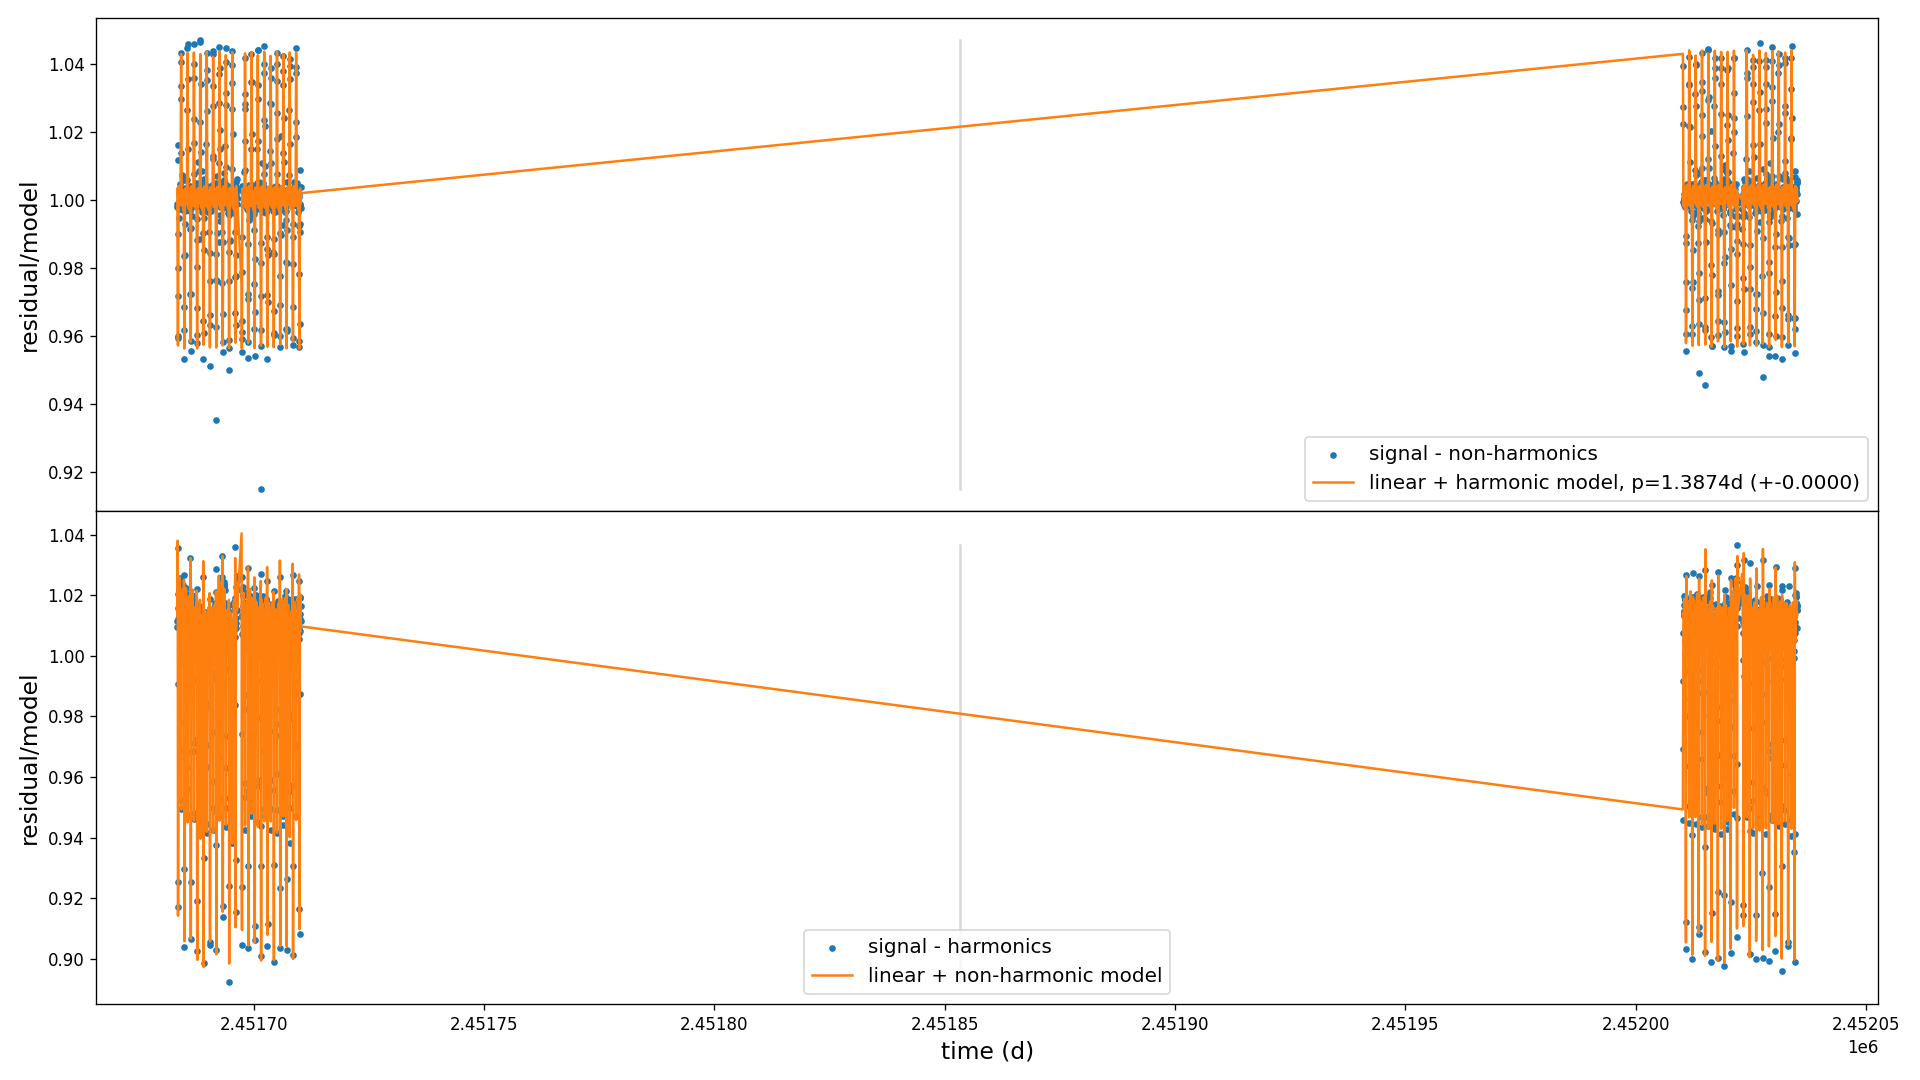 1.04
1.02
1.00
0.98
0.96
0.94
0.92
residual/model
signal - non-harmonics
linear + harmonic model, p=1.3874d (+-0.0000)
1.04
1.02
1.00
0.98
0.96
0.94
0.92
0.90
residual/model
signal - harmonics
linear + non-harmonic model
2.45170 2.45175 2.45180 2.45185 2.45190 2.45195 2.45200 2.45205
1e6
time (d)